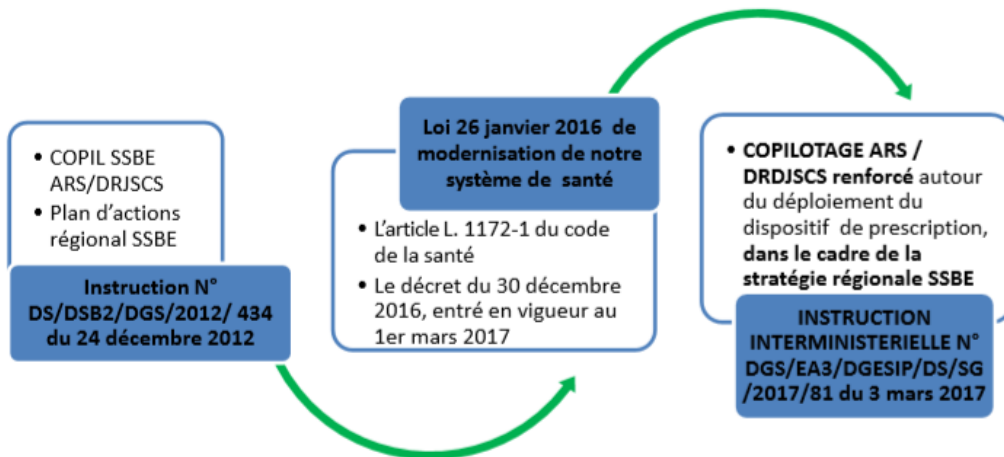 • COPIL SSBE
ARS/DRJSCS
• Plan d'actions
régional SSBE
Instruction N°
DS/DSB2/DGS/2012/ 434
du 24 décembre 2012
Loi 26 janvier 2016 de
modernisation de notre
système de santé
• L'article L. 1172-1 du code
de la santé
• Le décret du 30 décembre
2016, entré en vigueur au
1er mars 2017
• COPILOTAGE ARS /
DRDJSCS renforcé autour
du déploiement du
dispositif de prescription,
dans le cadre de la
stratégie régionale SSBE
INSTRUCTION
INTERMINISTERIELLE N°
DGS/EA3/DGESIP/DS/SG
/2017/81 du 3 mars 2017